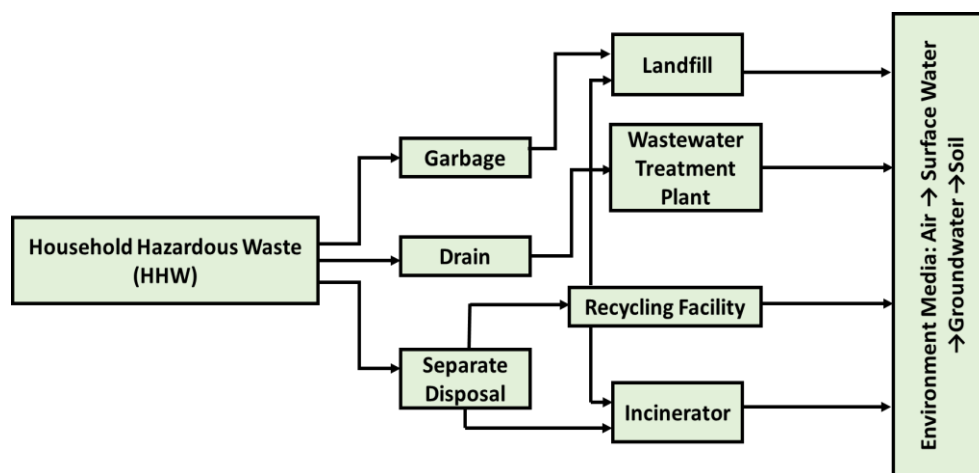 Household Hazardous Waste
(HHW)
Garbage
Drain
Separate
Disposal
Landfill
Wastewater
Treatment
Plant
Recycling Facility
Incinerator
Environment Media: Air → Surface Water
→Groundwater →Soil